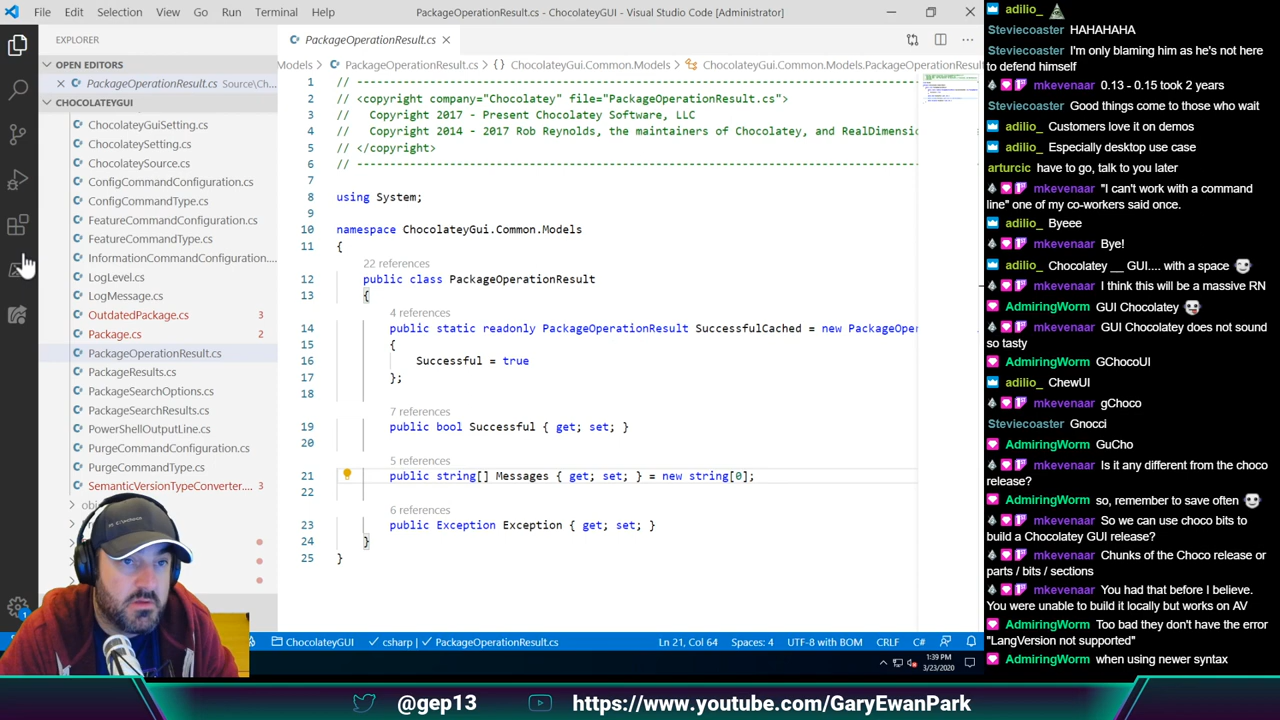 File Edit Selection View Go Run Terminal Help
PackageOperationResult.cs - ChocolateyGUI - Visual Studio Code [Administrator]
EXPLORER
OPEN EDITORS
PackageOperationResult.cs Source\Ch...
CHOCOLATEYGUI
ChocolateyGuiSetting.cs
ChocolateySetting.cs
ChocolateySource.cs
ConfigCommandConfiguration.cs
ConfigCommandType.cs
FeatureCommandConfiguration.cs
FeatureCommandType.cs
InformationCommandConfiguration....
LogLevel.cs
LogMessage.cs
OutdatedPackage.cs 3
Package.cs 2
PackageOperationResult.cs
PackageResults.cs
PackageSearchOptions.cs
PackageSearchResults.cs
PowerShellOutputLine.cs
PurgeCommandConfiguration.cs
PurgeCommandType.cs
SemanticVersionTypeConverter.... 3
obj
PackageOperationResult.cs
Models > PackageOperationResult.cs > {} ChocolateyGui.Common.Models > ChocolateyGui.Common.Models.PackageOperationResult
1 // --------------------------------------------------------------------------------------------------------------------
2 // <copyright company="Chocolatey" file="PackageOperationResult.cs">
3 //   Copyright 2017 - Present Chocolatey Software, LLC
4 //   Copyright 2014 - 2017 Rob Reynolds, the maintainers of Chocolatey, and RealDimension
5 // </copyright>
6 // --------------------------------------------------------------------------------------------------------------------
7
8 using System;
9
10 namespace ChocolateyGui.Common.Models
11 {
22 references
12 public class PackageOperationResult
13 {
4 references
14 public static readonly PackageOperationResult SuccessfulCached = new PackageOper
15 {
16 Successful = true
17 };
18
7 references
19 public bool Successful { get; set; }
20
5 references
21 public string[] Messages { get; set; } = new string[0];
22
6 references
23 public Exception Exception { get; set; }
24 }
25 }
1
ChocolateyGUI
csharp | PackageOperationResult.cs
Ln 21, Col 64 Spaces: 4 UTF-8 with BOM CRLF C#
1:39 PM
3/23/2020
adilio_
Steviecoaster HAHAHAHA
Steviecoaster I'm only blaming him as he's not here
to defend himself
mkevenaar 0.13 - 0.15 took 2 years
Steviecoaster Good things come to those who wait
adilio_ Customers love it on demos
adilio_ Especially desktop use case
arturcic have to go, talk to you later
mkevenaar "I can't work with a command
line" one of my co-workers said once.
adilio_ Byeee
mkevenaar Bye!
adilio_ Chocolatey __ GUI.... with a space
mkevenaar I think this will be a massive RN
AdmiringWorm GUI Chocolatey
mkevenaar GUI Chocolatey does not sound
so tasty
AdmiringWorm GChocoUI
adilio_ ChewUI
mkevenaar gChoco
Steviecoaster Gnocci
AdmiringWorm GuCho
mkevenaar Is it any different from the choco
release?
AdmiringWorm so, remember to save often
mkevenaar So we can use choco bits to
build a Chocolatey GUI release?
mkevenaar Chunks of the Choco release or
parts / bits / sections
mkevenaar You had that before I believe.
You were unable to build it locally but works on AV
AdmiringWorm Too bad they don't have the error
"LangVersion not supported"
AdmiringWorm when using newer syntax
@gep13
https://www.youtube.com/GaryEwanPark